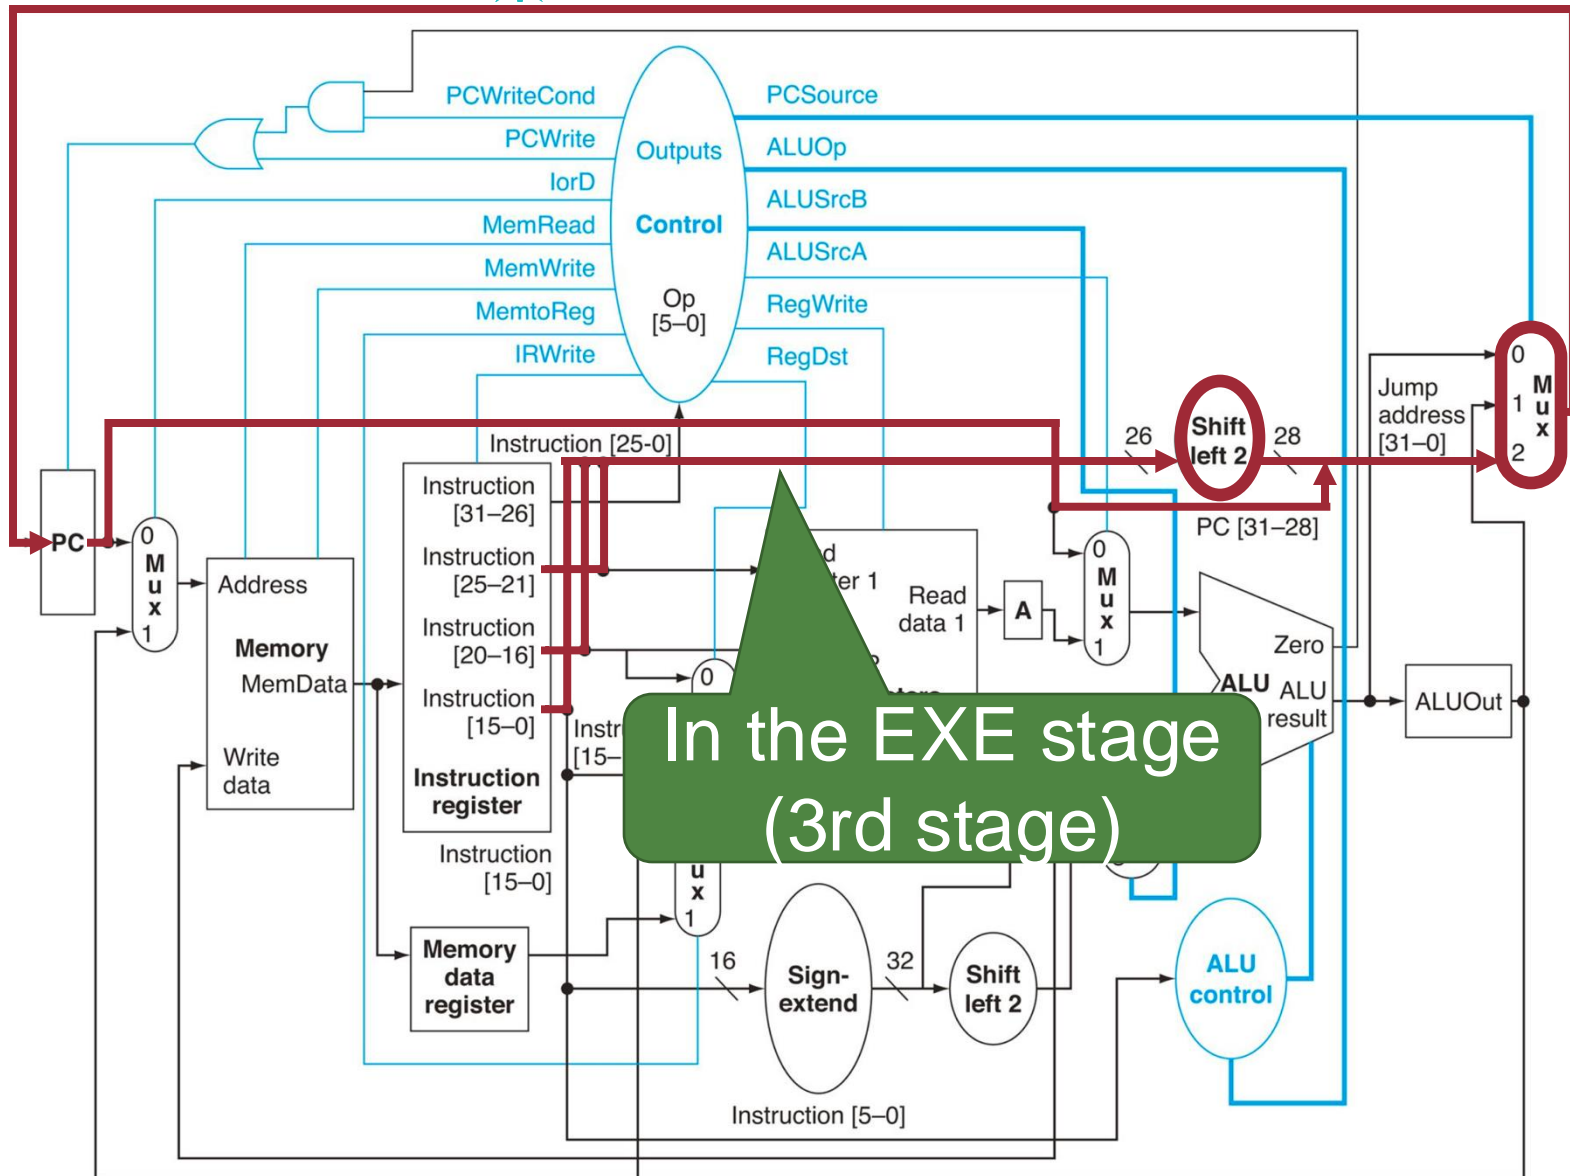 PCWriteCond
PCWrite
IorD
MemRead
MemWrite
MemtoReg
IRWrite
Outputs
Control
Op
[5–0]
PCSource
ALUOp
ALUSrcB
ALUSrcA
RegWrite
RegDst
Instruction [25-0]
26
Shift
left 2
28
Jump
address
[31–0]
0
1
2
M
u
x
PC [31–28]
PC
0
M
u
x
1
Address
Memory
MemData
Write
data
Instruction
[31–26]
Instruction
[25–21]
Instruction
[20–16]
Instruction
[15–0]
Instruction
register
Instruction
[15–0]
Memory
data
register
0
u
x
1
Read
data 1
A
0
M
u
x
1
Zero
ALU
ALU
result
ALUOut
In the EXE stage
(3rd stage)
16
Sign-
extend
32
Shift
left 2
ALU
control
Instruction [5–0]